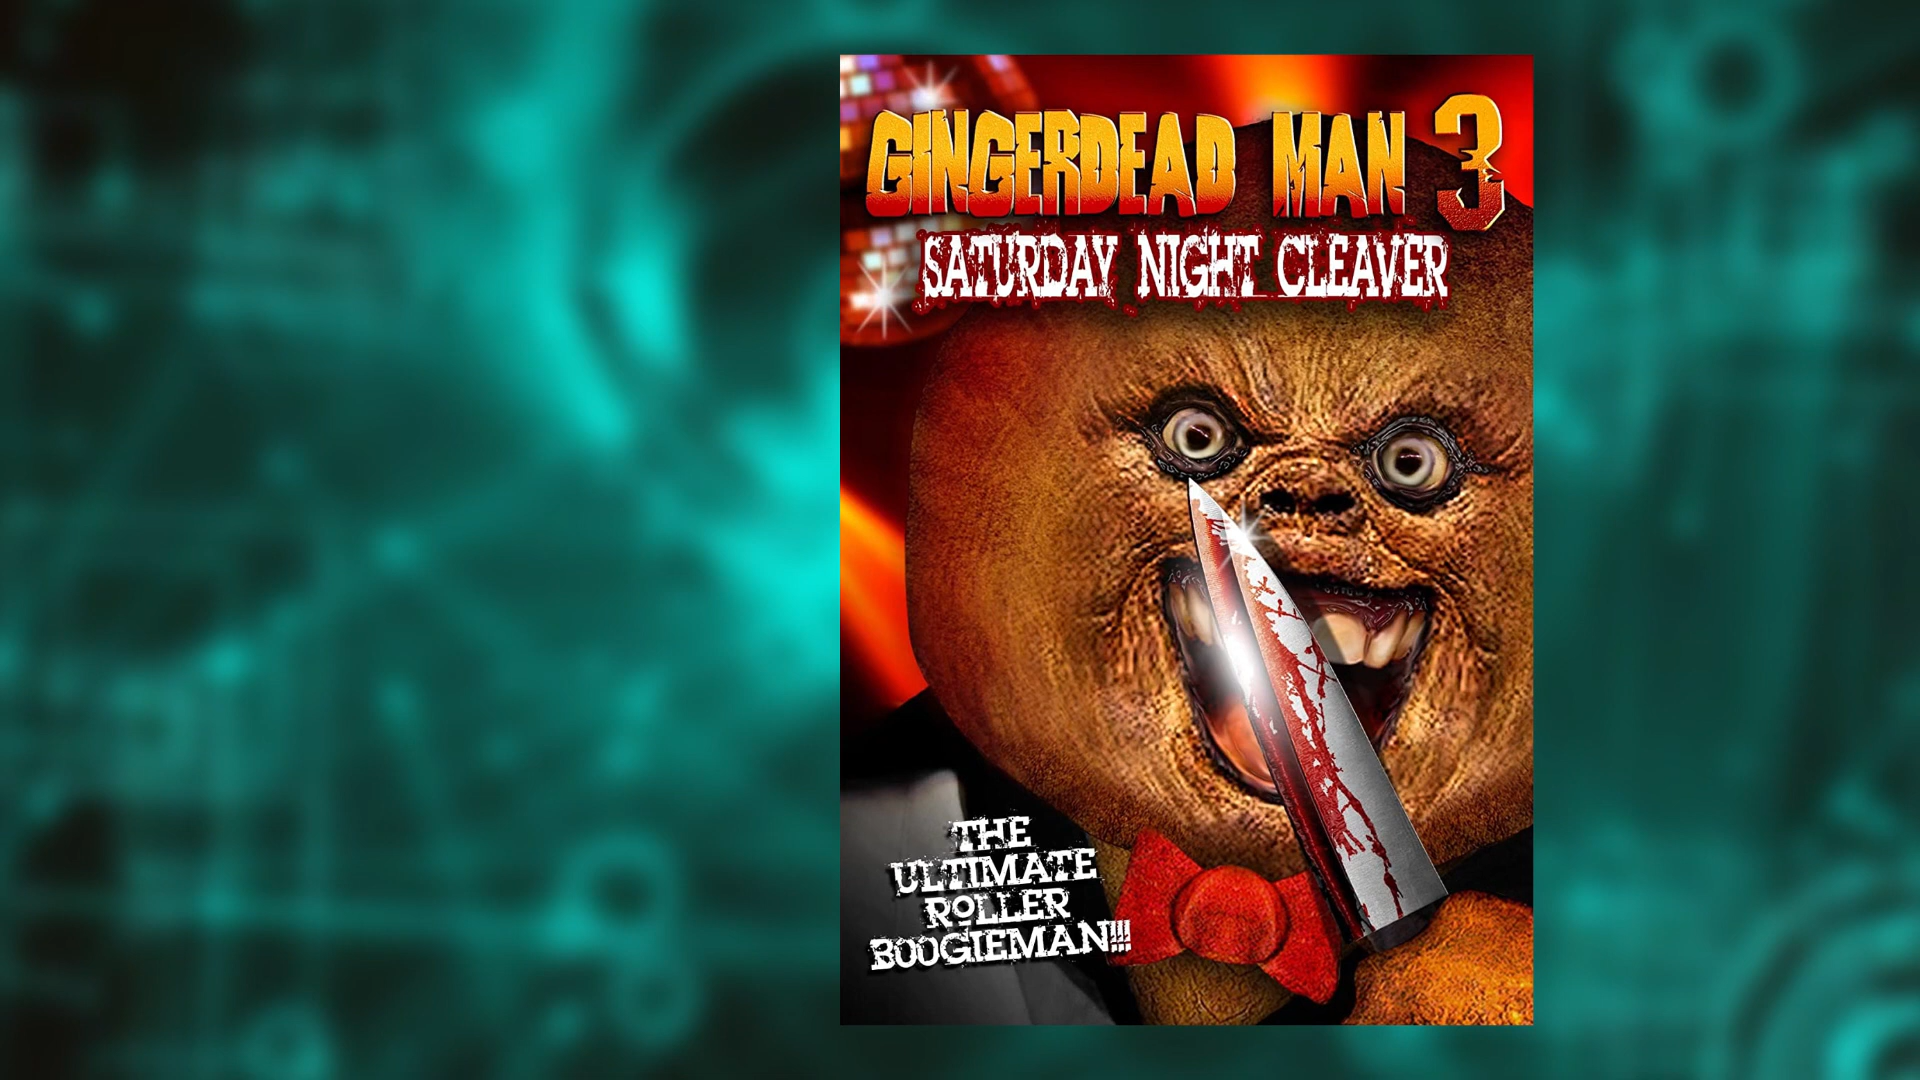 GINGERDEAD MAN 3
SATURDAY NIGHT CLEAVER
THE
ULTIMATE
ROLLER
BOOGIEMAN!!!